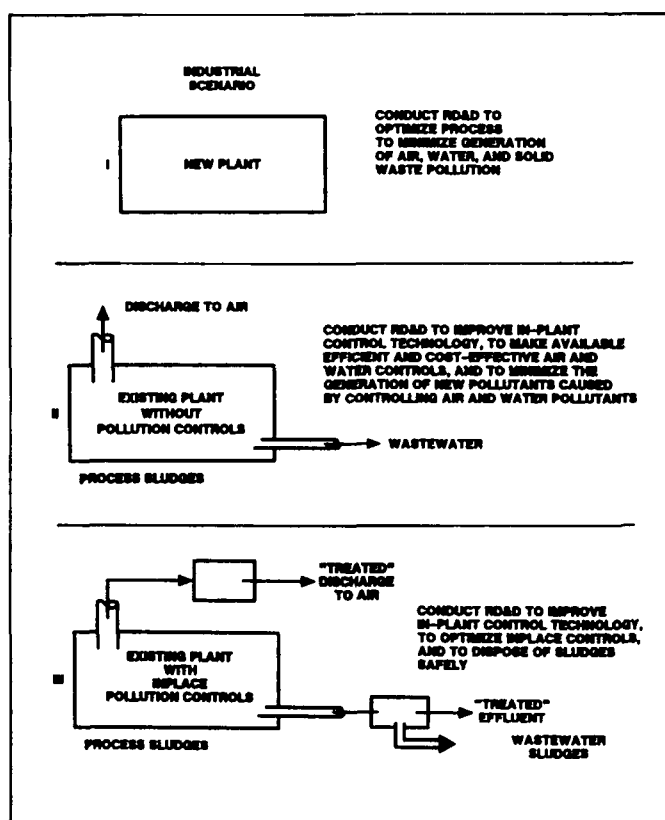 INDUSTRIAL
SCENARIO
I
NEW PLANT
CONDUCT RD&D TO
OPTIMIZE PROCESS
TO MINIMIZE GENERATION
OF AIR, WATER, AND SOLID
WASTE POLLUTION
DISCHARGE TO AIR
II
EXISTING PLANT
WITHOUT
POLLUTION CONTROLS
CONDUCT RD&D TO IMPROVE IN-PLANT
CONTROL TECHNOLOGY, TO MAKE AVAILABLE
EFFICIENT AND COST-EFFECTIVE AIR AND
WATER CONTROLS, AND TO MINIMIZE THE
GENERATION OF NEW POLLUTANTS CAUSED
BY CONTROLLING AIR AND WATER POLLUTANTS
WASTEWATER
PROCESS SLUDGES
"TREATED"
DISCHARGE
TO AIR
III
EXISTING PLANT
WITH
INPLACE
POLLUTION CONTROLS
CONDUCT RD&D TO IMPROVE
IN-PLANT CONTROL TECHNOLOGY,
TO OPTIMIZE INPLACE CONTROLS,
AND TO DISPOSE OF SLUDGES
SAFELY
"TREATED"
EFFLUENT
PROCESS SLUDGES
WASTEWATER
SLUDGES